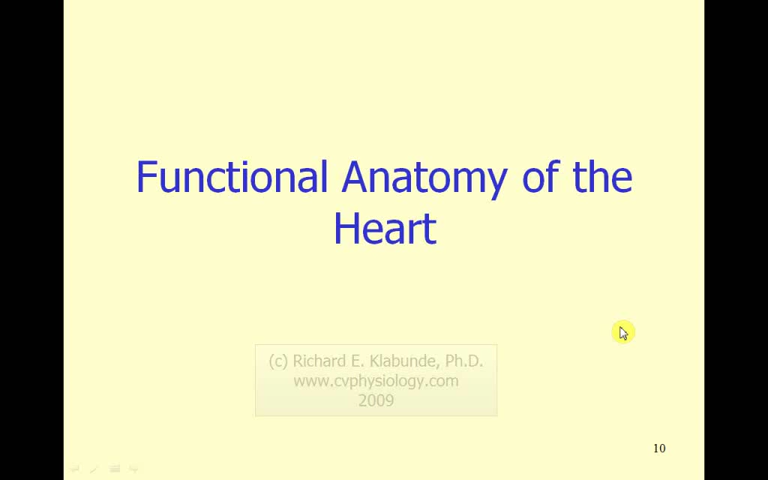 Functional Anatomy of the
Heart
(c) Richard E. Klabunde, Ph.D.
www.cvphysiology.com
2009
10